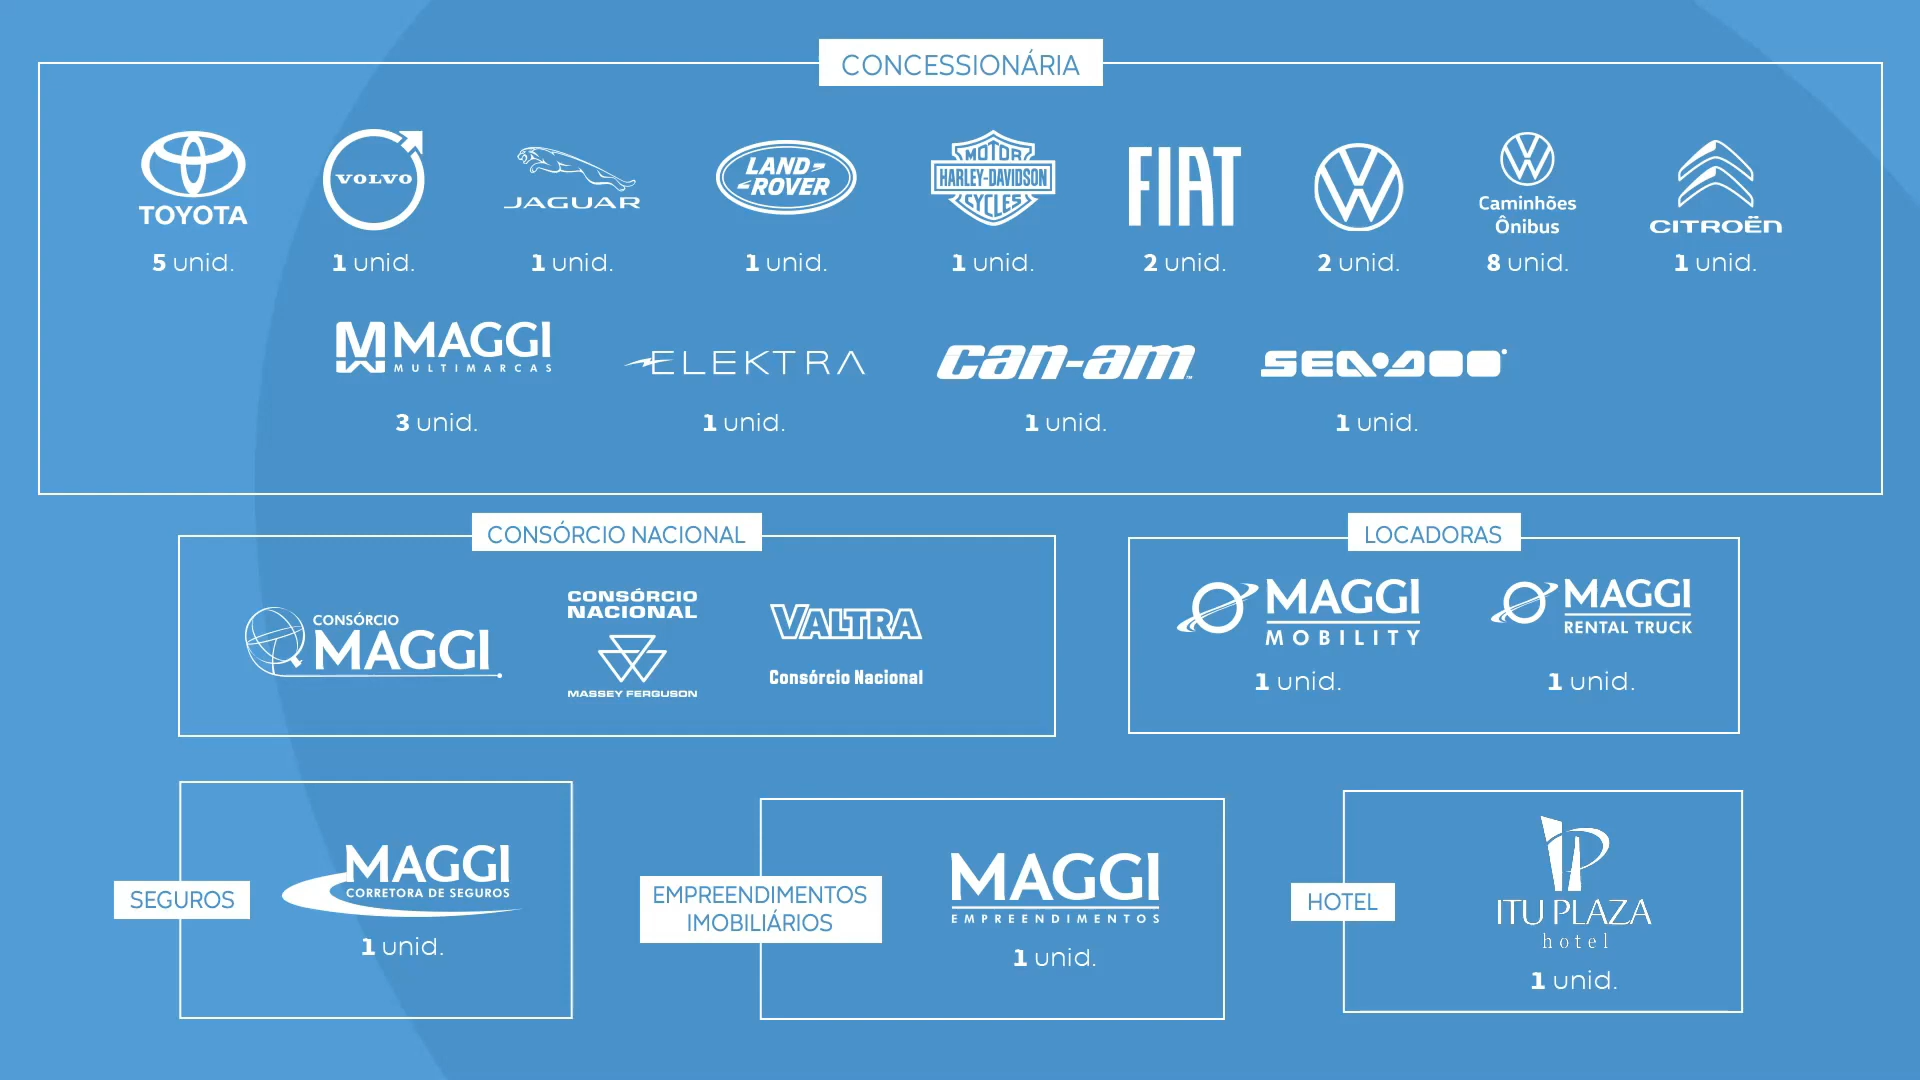 CONCESSIONÁRIA
TOYOTA
VOLVO
JAGUAR
LAND-
-ROVER
MOTOR
HARLEY-DAVIDSON
CYCLES
FIAT
Caminhões
Ônibus
CITROËN
5 unid.
1 unid.
1 unid.
1 unid.
1 unid.
2 unid.
2 unid.
8 unid.
1 unid.
MAGGI
MULTIMARCAS
ELEKTRA
can-am™
SEA-DOO
3 unid.
1 unid.
1 unid.
1 unid.
CONSÓRCIO NACIONAL
CONSÓRCIO
MAGGI
CONSÓRCIO
NACIONAL
MASSEY FERGUSON
VALTRA
Consórcio Nacional
LOCADORAS
MAGGI
MOBILITY
1 unid.
MAGGI
RENTAL TRUCK
1 unid.
SEGUROS
MAGGI
CORRETORA DE SEGUROS
1 unid.
EMPREENDIMENTOS
IMOBILIÁRIOS
MAGGI
EMPREENDIMENTOS
1 unid.
HOTEL
ITU PLAZA
hotel
1 unid.